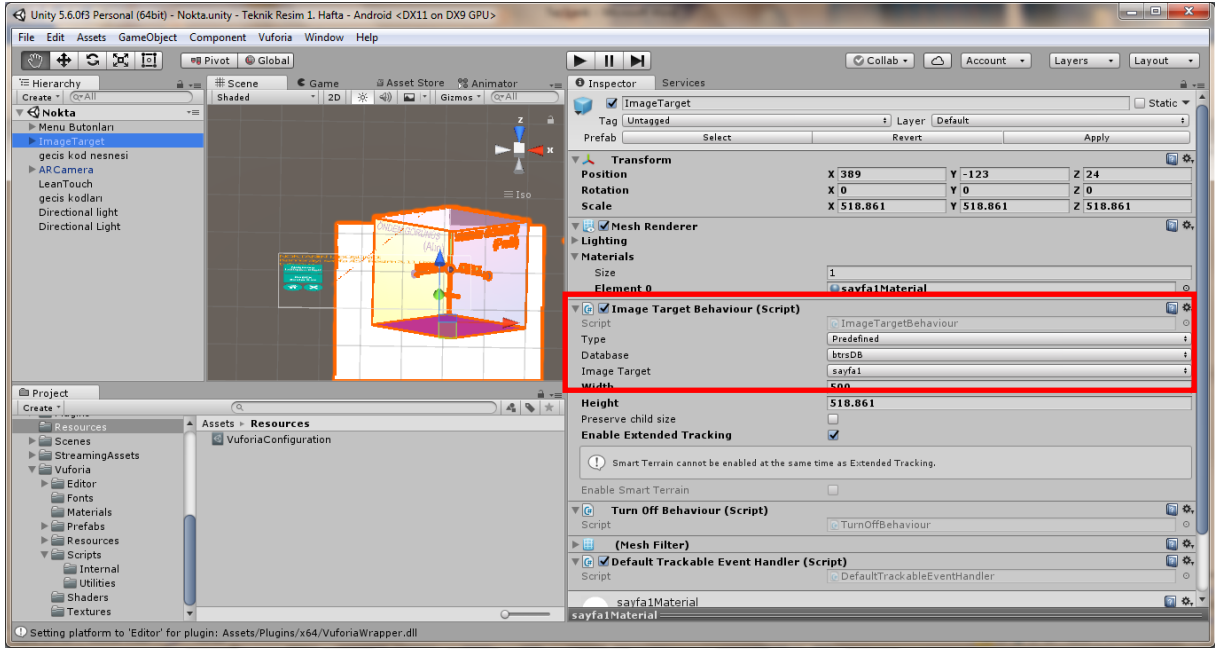 Unity 5.6.0f3 Personal (64bit) - Nokta.unity - Teknik Resim 1. Hafta - Android <DX11 on DX9 GPU>
File Edit Assets GameObject Component Vuforia Window Help
Pivot Global Collab Account Layers Layout
Hierarchy
Create All
Nokta
Menu Butonları
ImageTarget
gecis kod nesnesi
ARCamera
LeanTouch
gecis kodları
Directional light
Directional Light
Scene Game Asset Store Animator
Shaded 2D Gizmos All
z
x
Iso
ÖNDEN GÖRÜNÜŞ
(Alın)
Project
Create
Resources
Scenes
StreamingAssets
Vuforia
Editor
Fonts
Materials
Prefabs
Resources
Scripts
Internal
Utilities
Shaders
Textures
Assets Resources
VuforiaConfiguration
Inspector Services
ImageTarget Static
Tag Untagged Layer Default
Prefab Select Revert Apply
Transform
Position X 389 Y -123 Z 24
Rotation X 0 Y 0 Z 0
Scale X 518.861 Y 518.861 Z 518.861
Mesh Renderer
Lighting
Materials
Size 1
Element 0 sayfa1Material
Image Target Behaviour (Script)
Script ImageTargetBehaviour
Type Predefined
Database btrsDB
Image Target sayfa1
Width 500
Height 518.861
Preserve child size
Enable Extended Tracking
Smart Terrain cannot be enabled at the same time as Extended Tracking.
Enable Smart Terrain
Turn Off Behaviour (Script)
Script TurnOffBehaviour
(Mesh Filter)
Default Trackable Event Handler (Script)
Script DefaultTrackableEventHandler
sayfa1Material
sayfa1Material
Setting platform to 'Editor' for plugin: Assets/Plugins/x64/VuforiaWrapper.dll